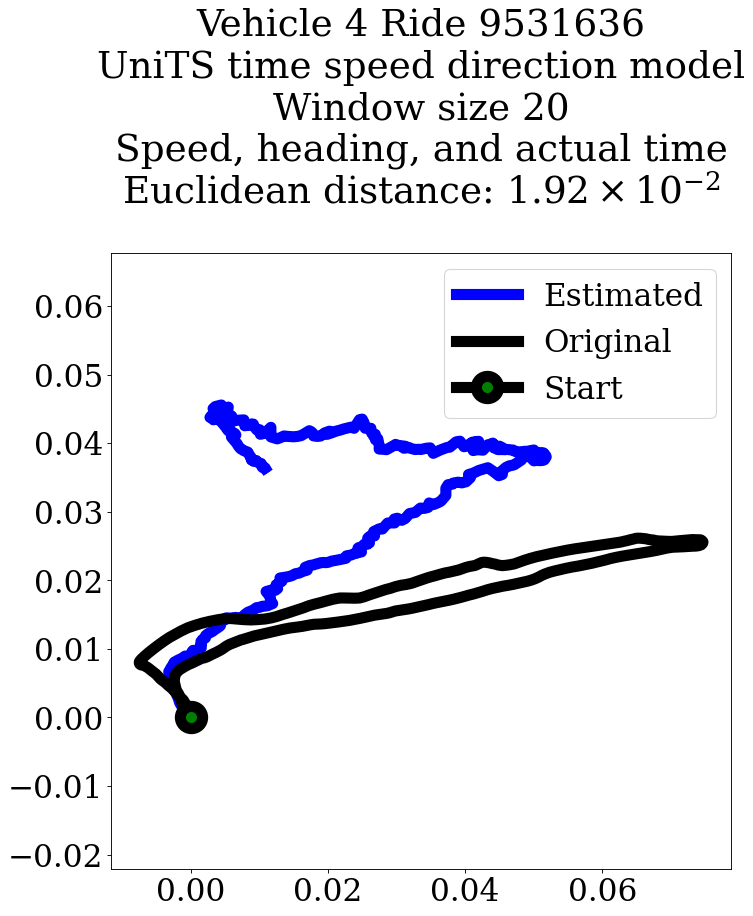 Vehicle 4 Ride 9531636
UniTS time speed direction model
Window size 20
Speed, heading, and actual time
Euclidean distance: 1.92 × 10⁻²
Estimated
Original
Start
0.06
0.05
0.04
0.03
0.02
0.01
0.00
−0.01
−0.02
0.00 0.02 0.04 0.06